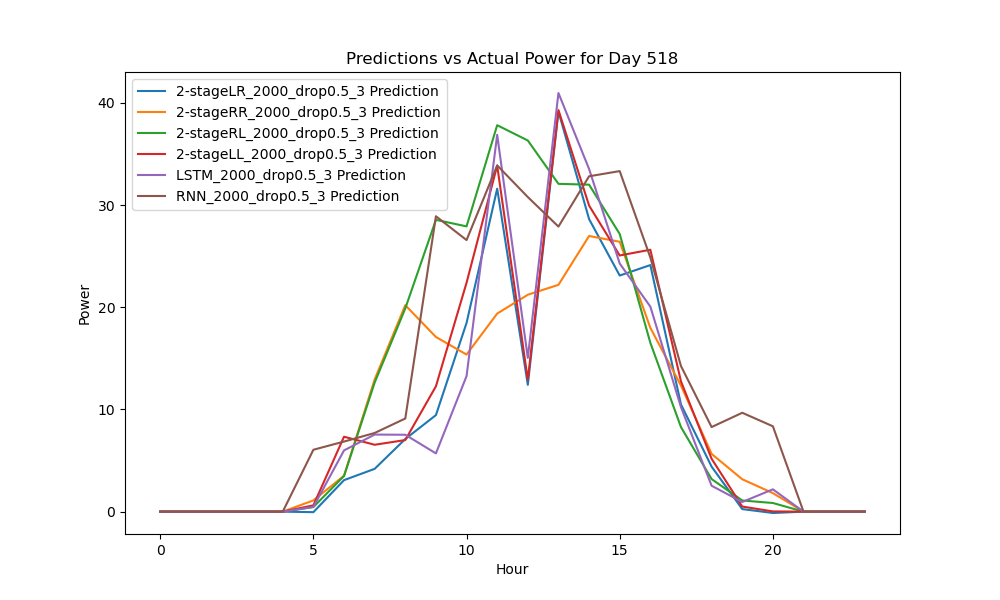 Predictions vs Actual Power for Day 518
2-stageLR_2000_drop0.5_3 Prediction
2-stageRR_2000_drop0.5_3 Prediction
2-stageRL_2000_drop0.5_3 Prediction
2-stageLL_2000_drop0.5_3 Prediction
LSTM_2000_drop0.5_3 Prediction
RNN_2000_drop0.5_3 Prediction
40
30
20
10
0
Power
0 5 10 15 20
Hour